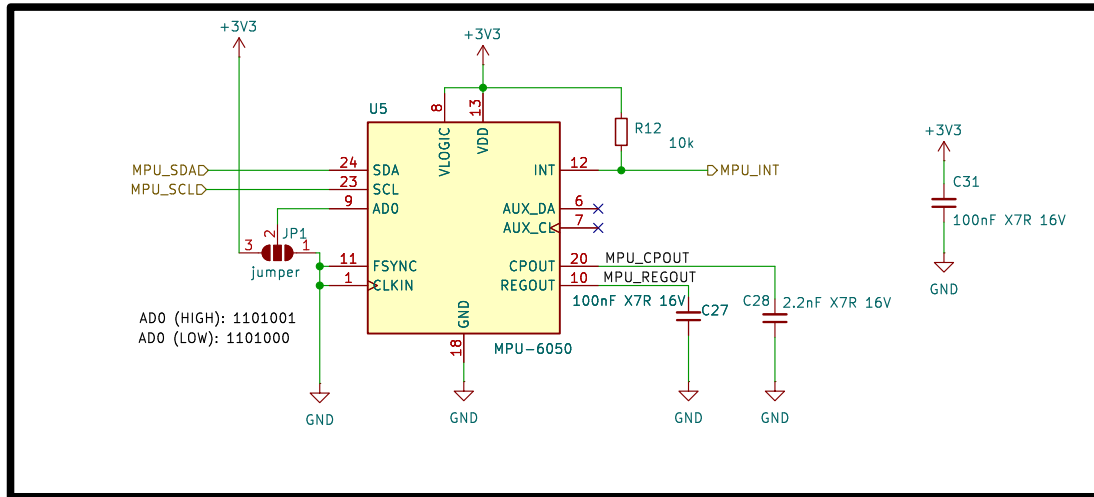 +3V3
+3V3
+3V3
U5
8
13
VLOGIC
VDD
R12
10k
MPU_SDA
24
SDA
INT
12
MPU_INT
MPU_SCL
23
SCL
9
AD0
AUX_DA
6
AUX_CL
7
3
2
JP1
1
jumper
11
FSYNC
CPOUT
20
MPU_CPOUT
1
CLKIN
REGOUT
10
MPU_REGOUT
GND
18
MPU-6050
100nF X7R 16V
C27
C28
2.2nF X7R 16V
C31
100nF X7R 16V
AD0 (HIGH): 1101001
AD0 (LOW): 1101000
GND
GND
GND
GND
GND